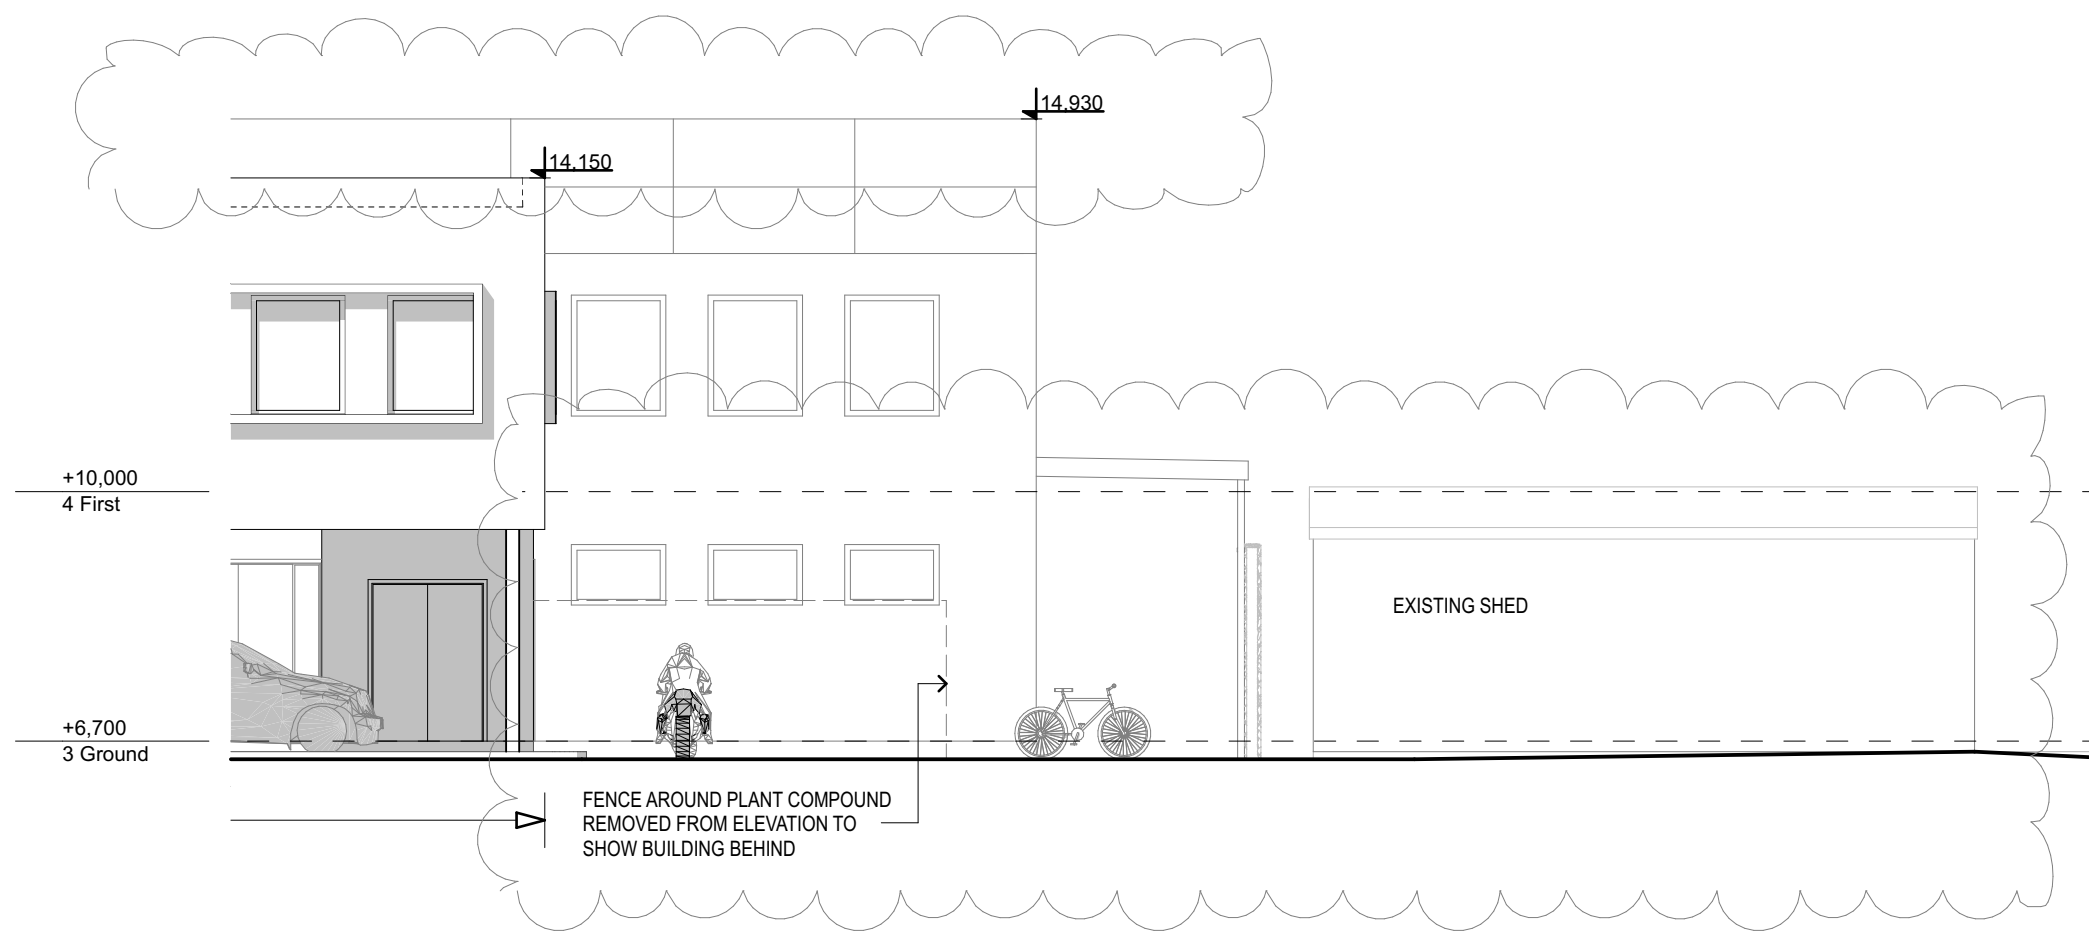 14,930
14,150
+10,000
4 First
EXISTING SHED
+6,700
3 Ground
FENCE AROUND PLANT COMPOUND
REMOVED FROM ELEVATION TO
SHOW BUILDING BEHIND